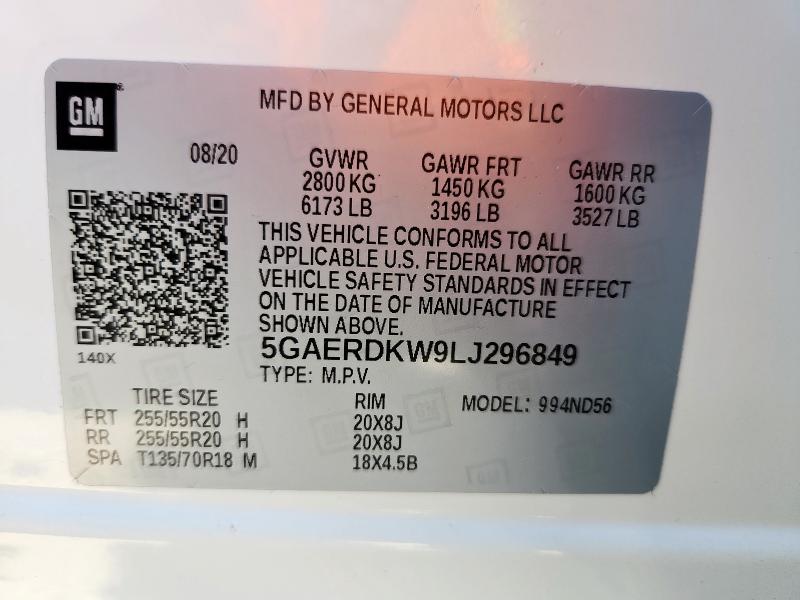 GM
MFD BY GENERAL MOTORS LLC
08/20
GVWR GAWR FRT GAWR RR
2800 KG 1450 KG 1600 KG
6173 LB 3196 LB 3527 LB
THIS VEHICLE CONFORMS TO ALL
APPLICABLE U.S. FEDERAL MOTOR
VEHICLE SAFETY STANDARDS IN EFFECT
ON THE DATE OF MANUFACTURE
SHOWN ABOVE.
140X
5GAERDKW9LJ296849
TYPE: M.P.V.
TIRE SIZE RIM MODEL: 994ND56
FRT 255/55R20 H 20X8J
RR 255/55R20 H 20X8J
SPA T135/70R18 M 18X4.5B